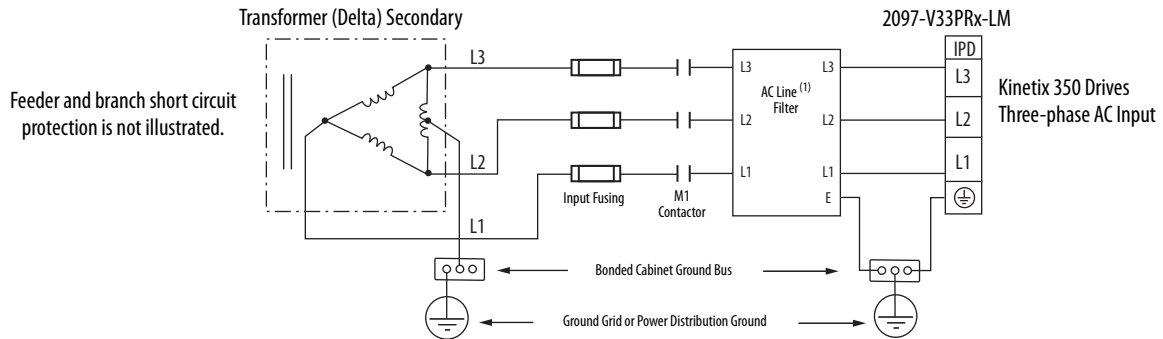 Transformer (Delta) Secondary
2097-V33PRx-LM
L3
L3
L3
IPD
L3
AC Line (1)
Filter
Feeder and branch short circuit
protection is not illustrated.
Kinetix 350 Drives
Three-phase AC Input
L2
L2
L2
L2
L1
L1
L1
Input Fusing
M1
Contactor
E
L1
Bonded Cabinet Ground Bus
Ground Grid or Power Distribution Ground